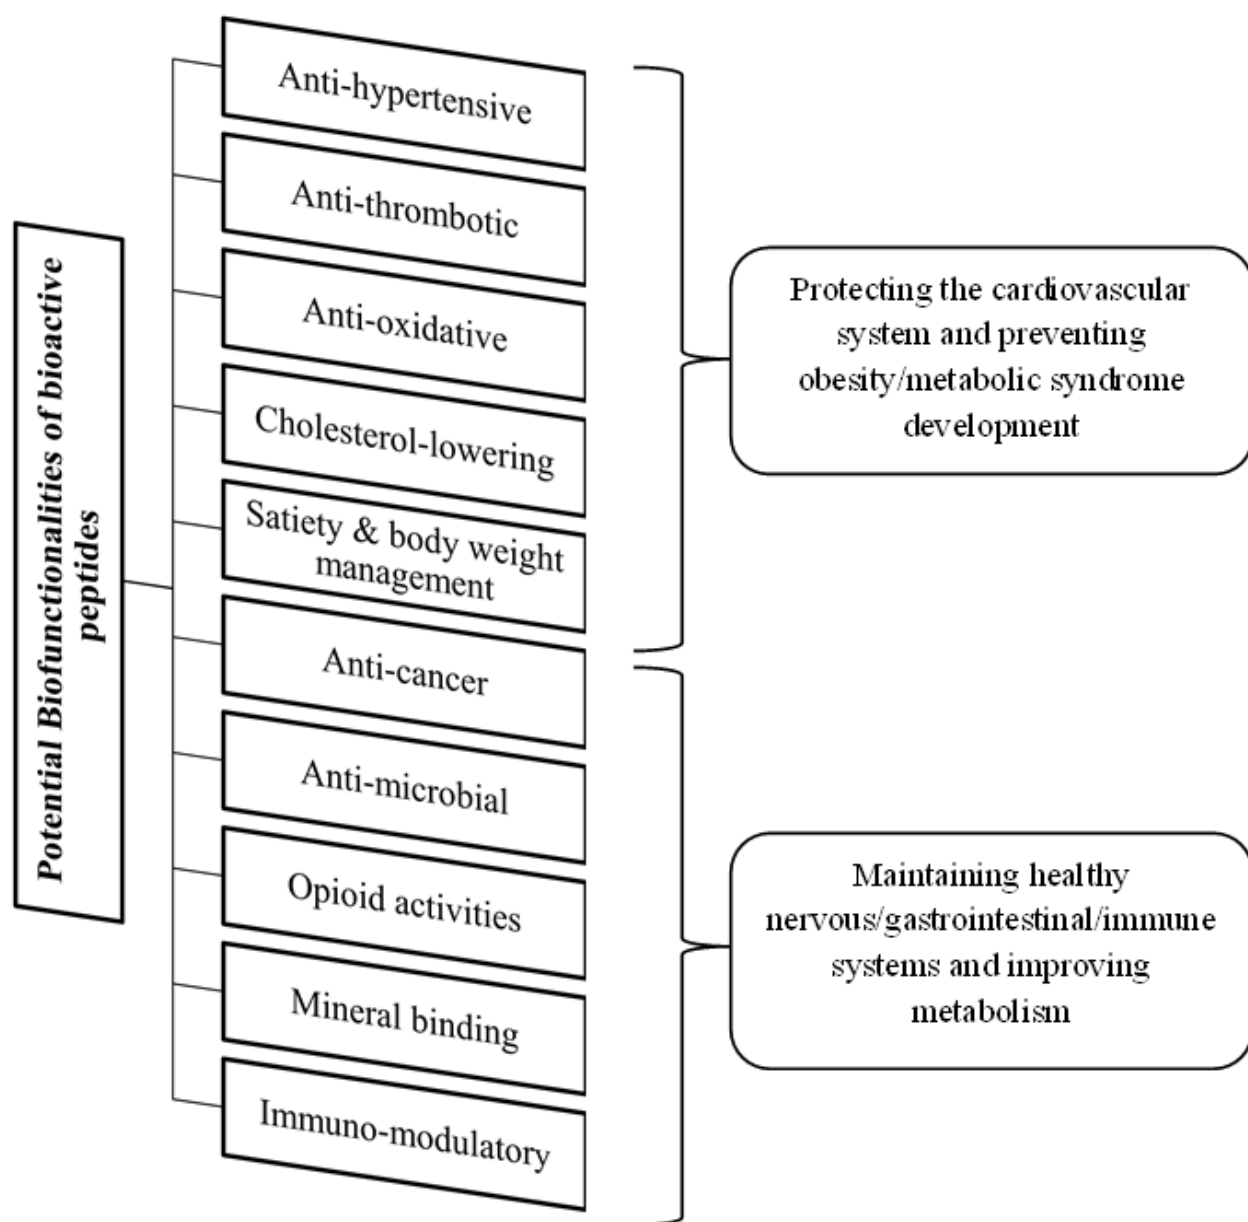 Potential Biofunctionalities of bioactive
peptides
Anti-hypertensive
Anti-thrombotic
Anti-oxidative
Cholesterol-lowering
Satiety & body weight
management
Anti-cancer
Anti-microbial
Opioid activities
Mineral binding
Immuno-modulatory
Protecting the cardiovascular
system and preventing
obesity/metabolic syndrome
development
Maintaining healthy
nervous/gastrointestinal/immune
systems and improving
metabolism